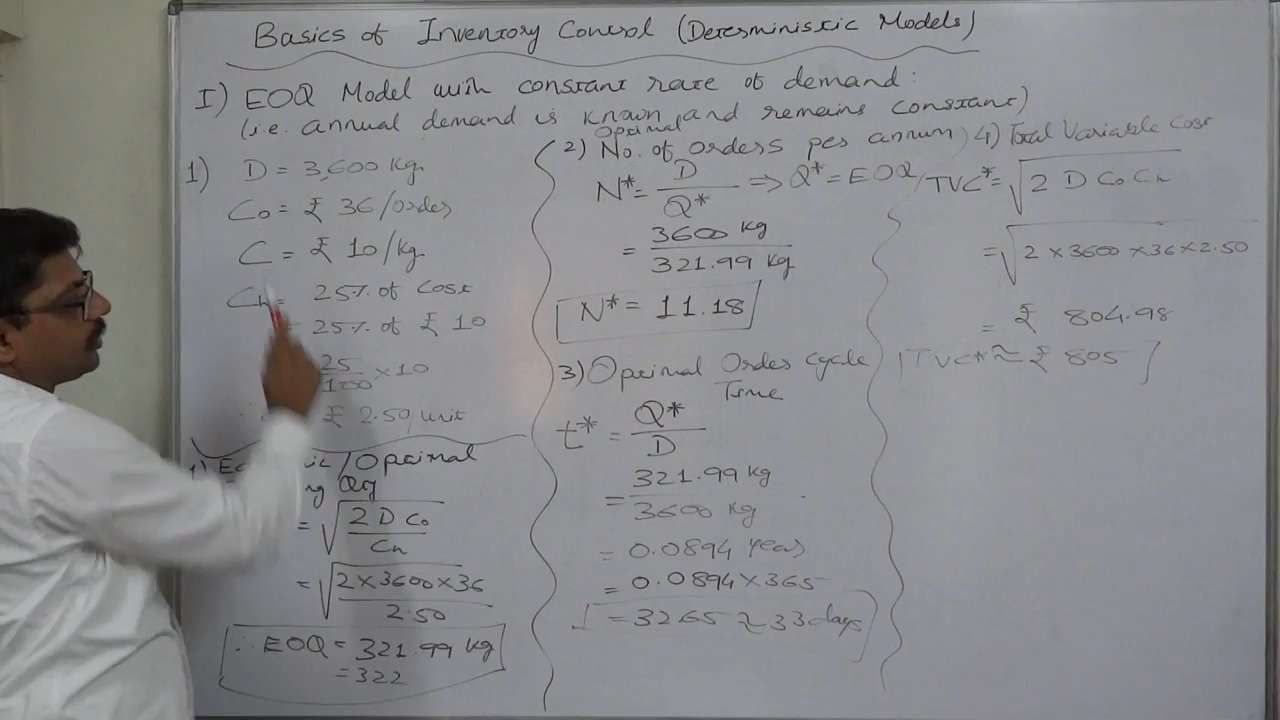 Basics of Inventory Control (Deterministic Models)
I) EOQ Model with constant rate of demand:
(i.e. annual demand is known and remains constant)
1) D = 3,600 kg
Co = ₹ 36/order
C = ₹ 10/kg
Ch = 25% of Cost
= 25% of ₹ 10
25/100 × 10
₹ 2.50 unit
1) /Optimal
Qty
= √(2 D Co / Ch)
= √(2×3600×36 / 2.50)
∴ EOQ = 321.99 kg
= 322
2) Optimal No. of orders per annum
N* = D/Q* ⇒ Q* = EOQ
= 3600 kg / 321.99 kg
N* = 11.18
3) Optimal Order Cycle
Time
t* = Q*/D
= 321.99 kg / 3600 kg
= 0.0894 years
= 0.0894 × 365
= 32.65 ≈ 33 days
4) Total Variable Cost
TVC* = √(2 D Co Ch)
= √(2×3600×36×2.50)
= ₹ 804.98
TVC* ≈ ₹ 805